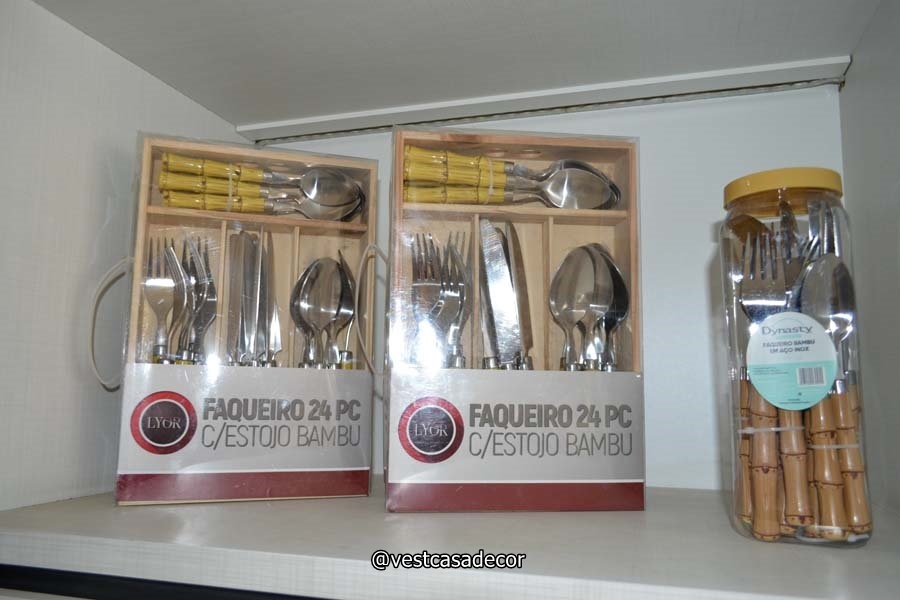 FAQUEIRO 24 PC
C/ESTOJO BAMBU
LYOR
FAQUEIRO 24 PC
C/ESTOJO BAMBU
LYOR
Dynasty
FAQUEIRO BAMBU
EM AÇO INOX
@vestcasadecor